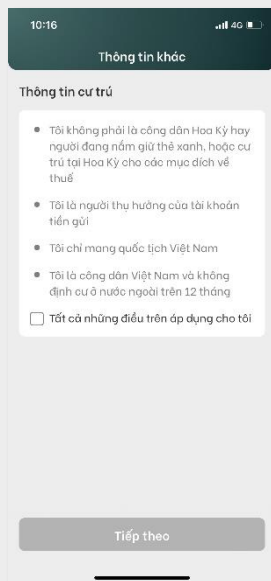 10:16 4G
Thông tin khác
Thông tin cư trú
Tôi không phải là công dân Hoa Kỳ hay
người đang nắm giữ thẻ xanh, hoặc cư
trú tại Hoa Kỳ cho các mục đích về
thuế
Tôi là người thụ hưởng của tài khoản
tiền gửi
Tôi chỉ mang quốc tịch Việt Nam
Tôi là công dân Việt Nam và không
định cư ở nước ngoài trên 12 tháng
Tất cả những điều trên áp dụng cho tôi
Tiếp theo